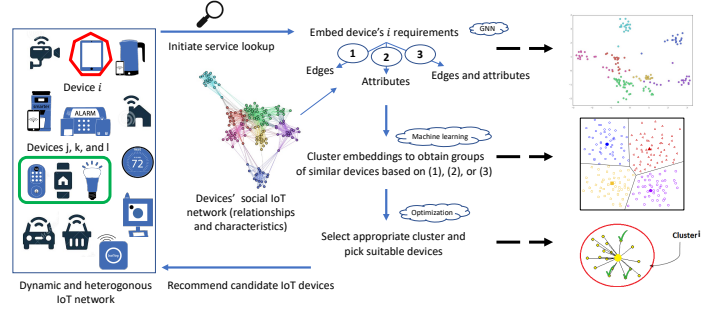 Initiate service lookup
Embed device's i requirements
GNN
1
2
3
Edges
Attributes
Edges and attributes
Device i
ALARM
Devices j, k, and l
72
Machine learning
Cluster embeddings to obtain groups
of similar devices based on (1), (2), or (3)
Devices' social IoT
network (relationships
and characteristics)
Optimization
Select appropriate cluster and
pick suitable devices
Cluster i
Dynamic and heterogonous
IoT network
Recommend candidate IoT devices